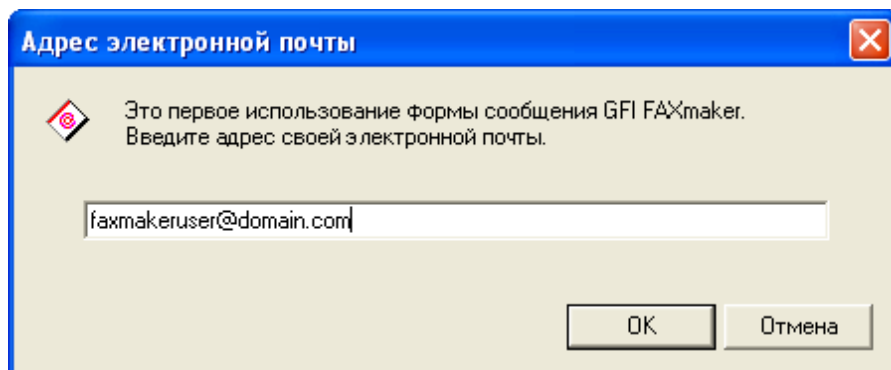 Адрес электронной почты
Это первое использование формы сообщения GFI FAXmaker.
Введите адрес своей электронной почты.
faxmakeruser@domain.com
OK
Отмена